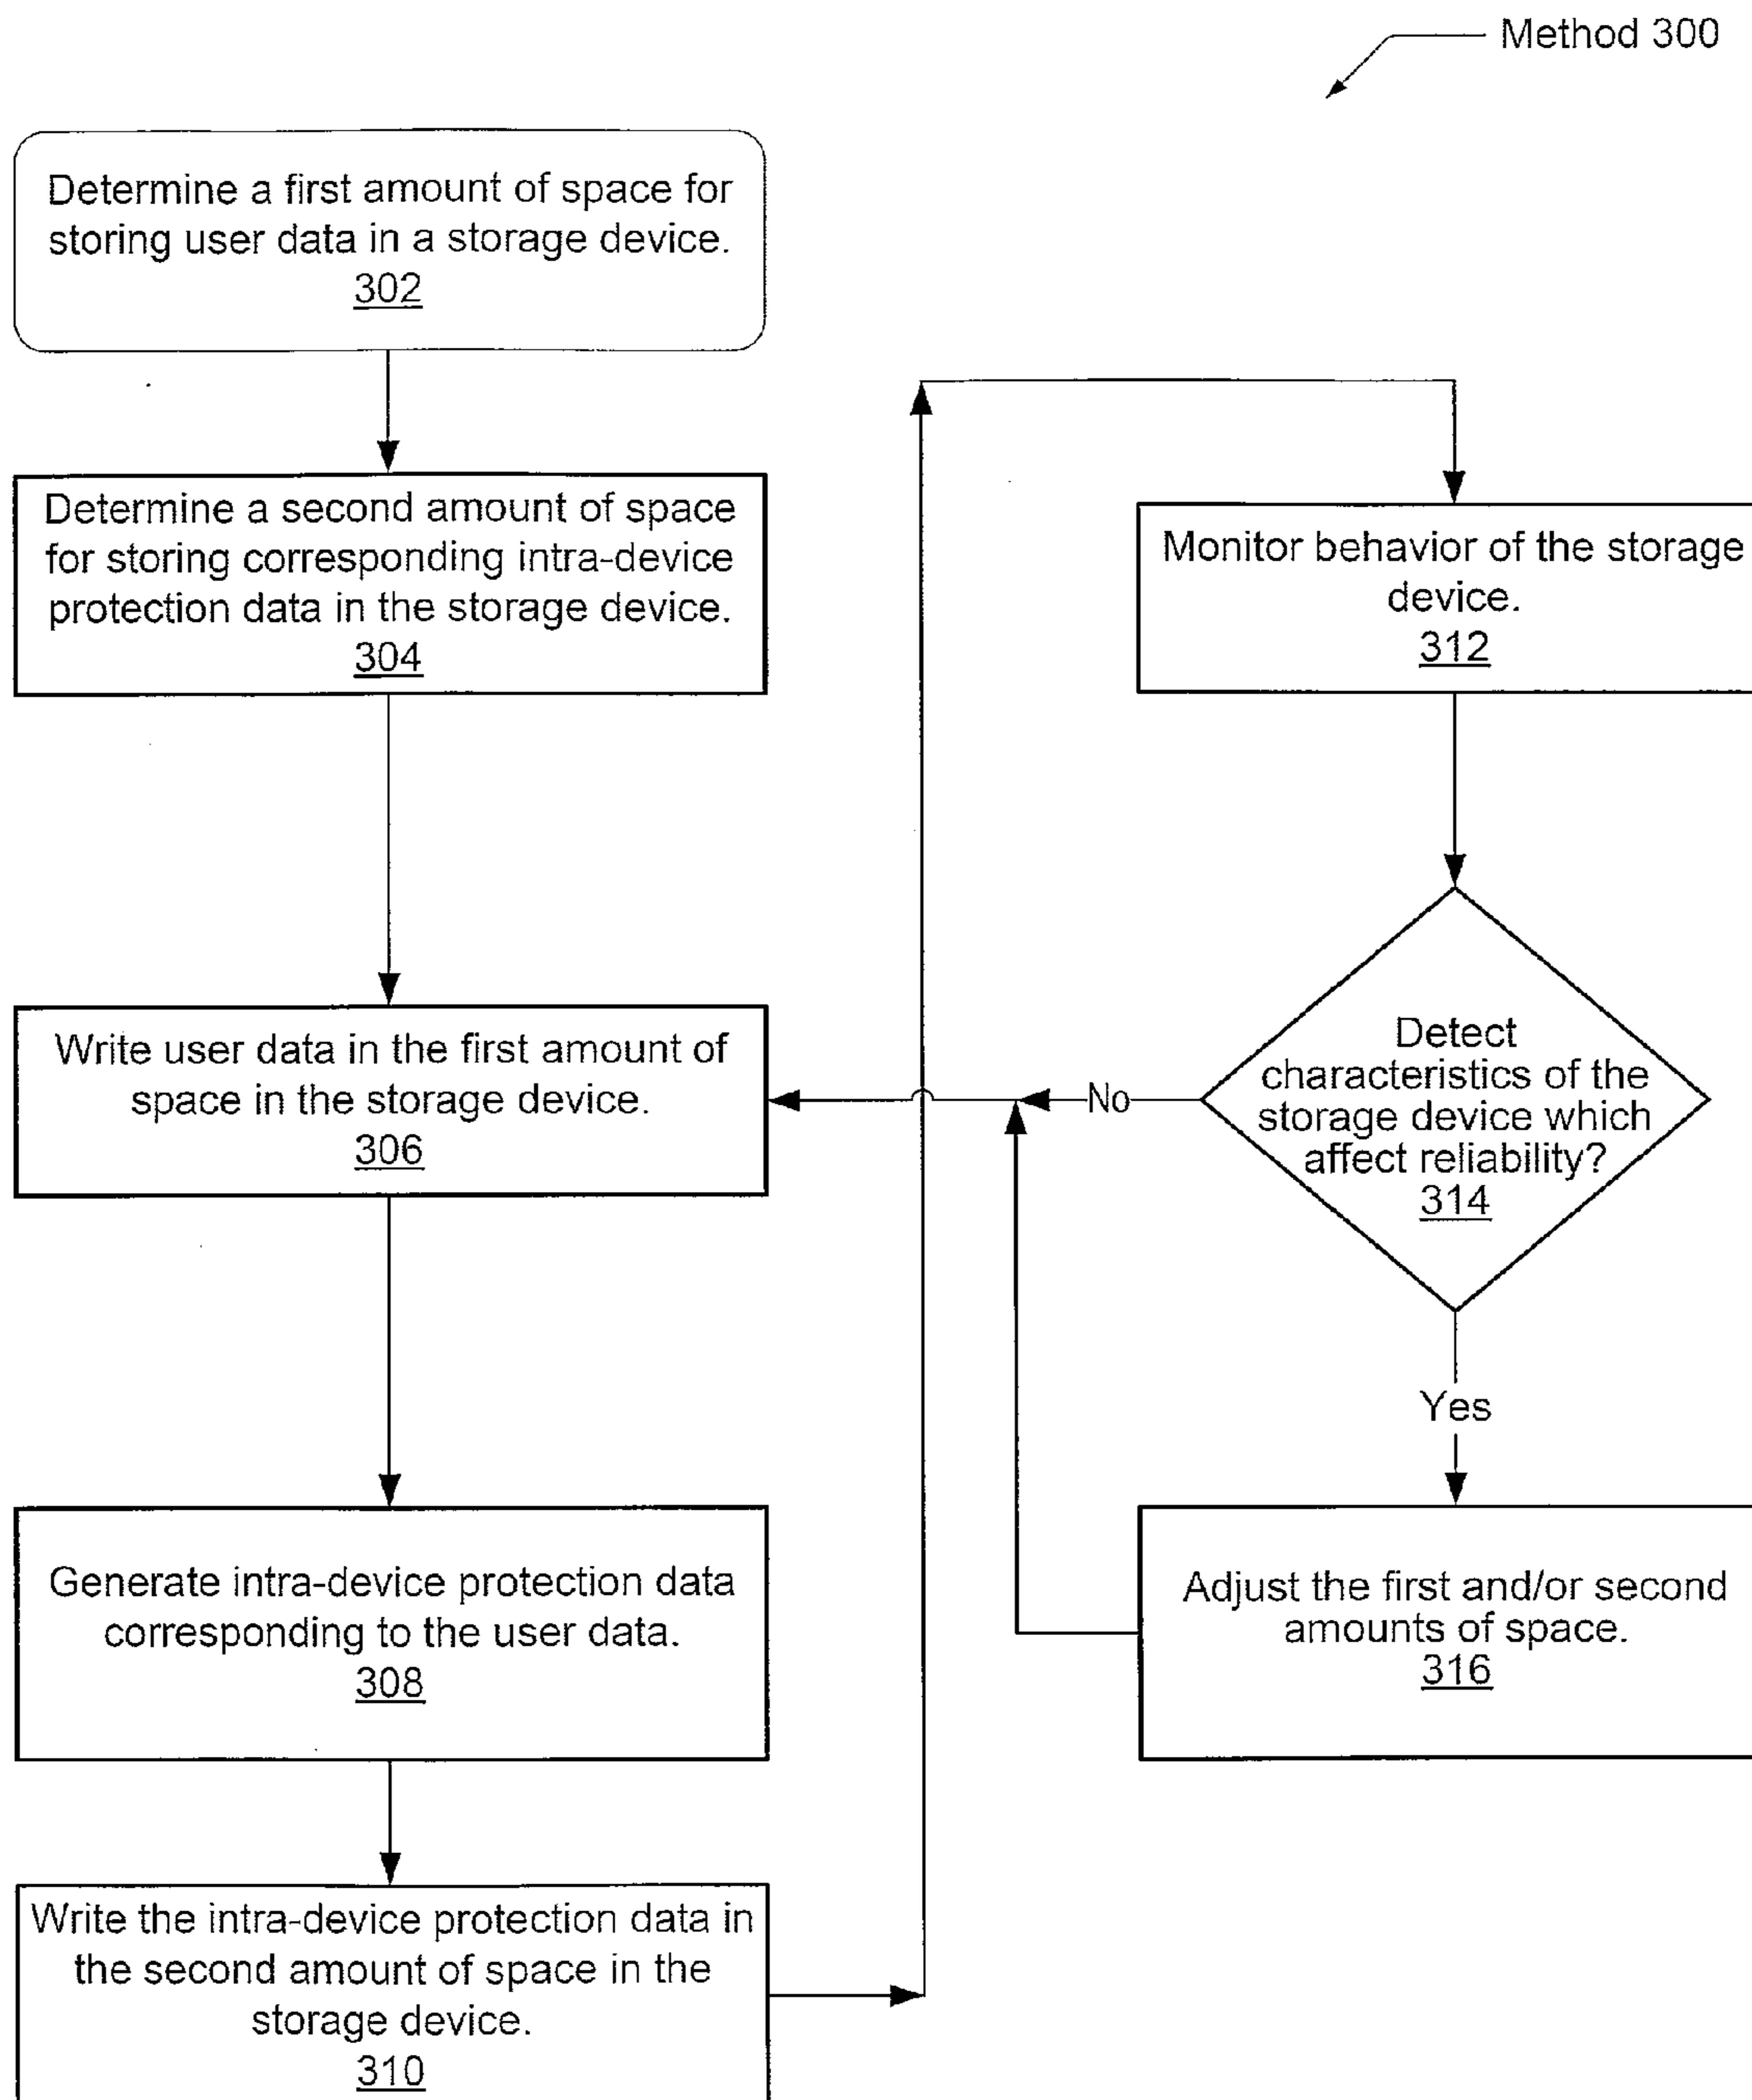 Method 300
Determine a first amount of space for
storing user data in a storage device.
302
Determine a second amount of space
for storing corresponding intra-device
protection data in the storage device.
304
Write user data in the first amount of
space in the storage device.
306
Generate intra-device protection data
corresponding to the user data.
308
Write the intra-device protection data in
the second amount of space in the
storage device.
310
Monitor behavior of the storage
device.
312
Detect
characteristics of the
storage device which
affect reliability?
314
No
Yes
Adjust the first and/or second
amounts of space.
316